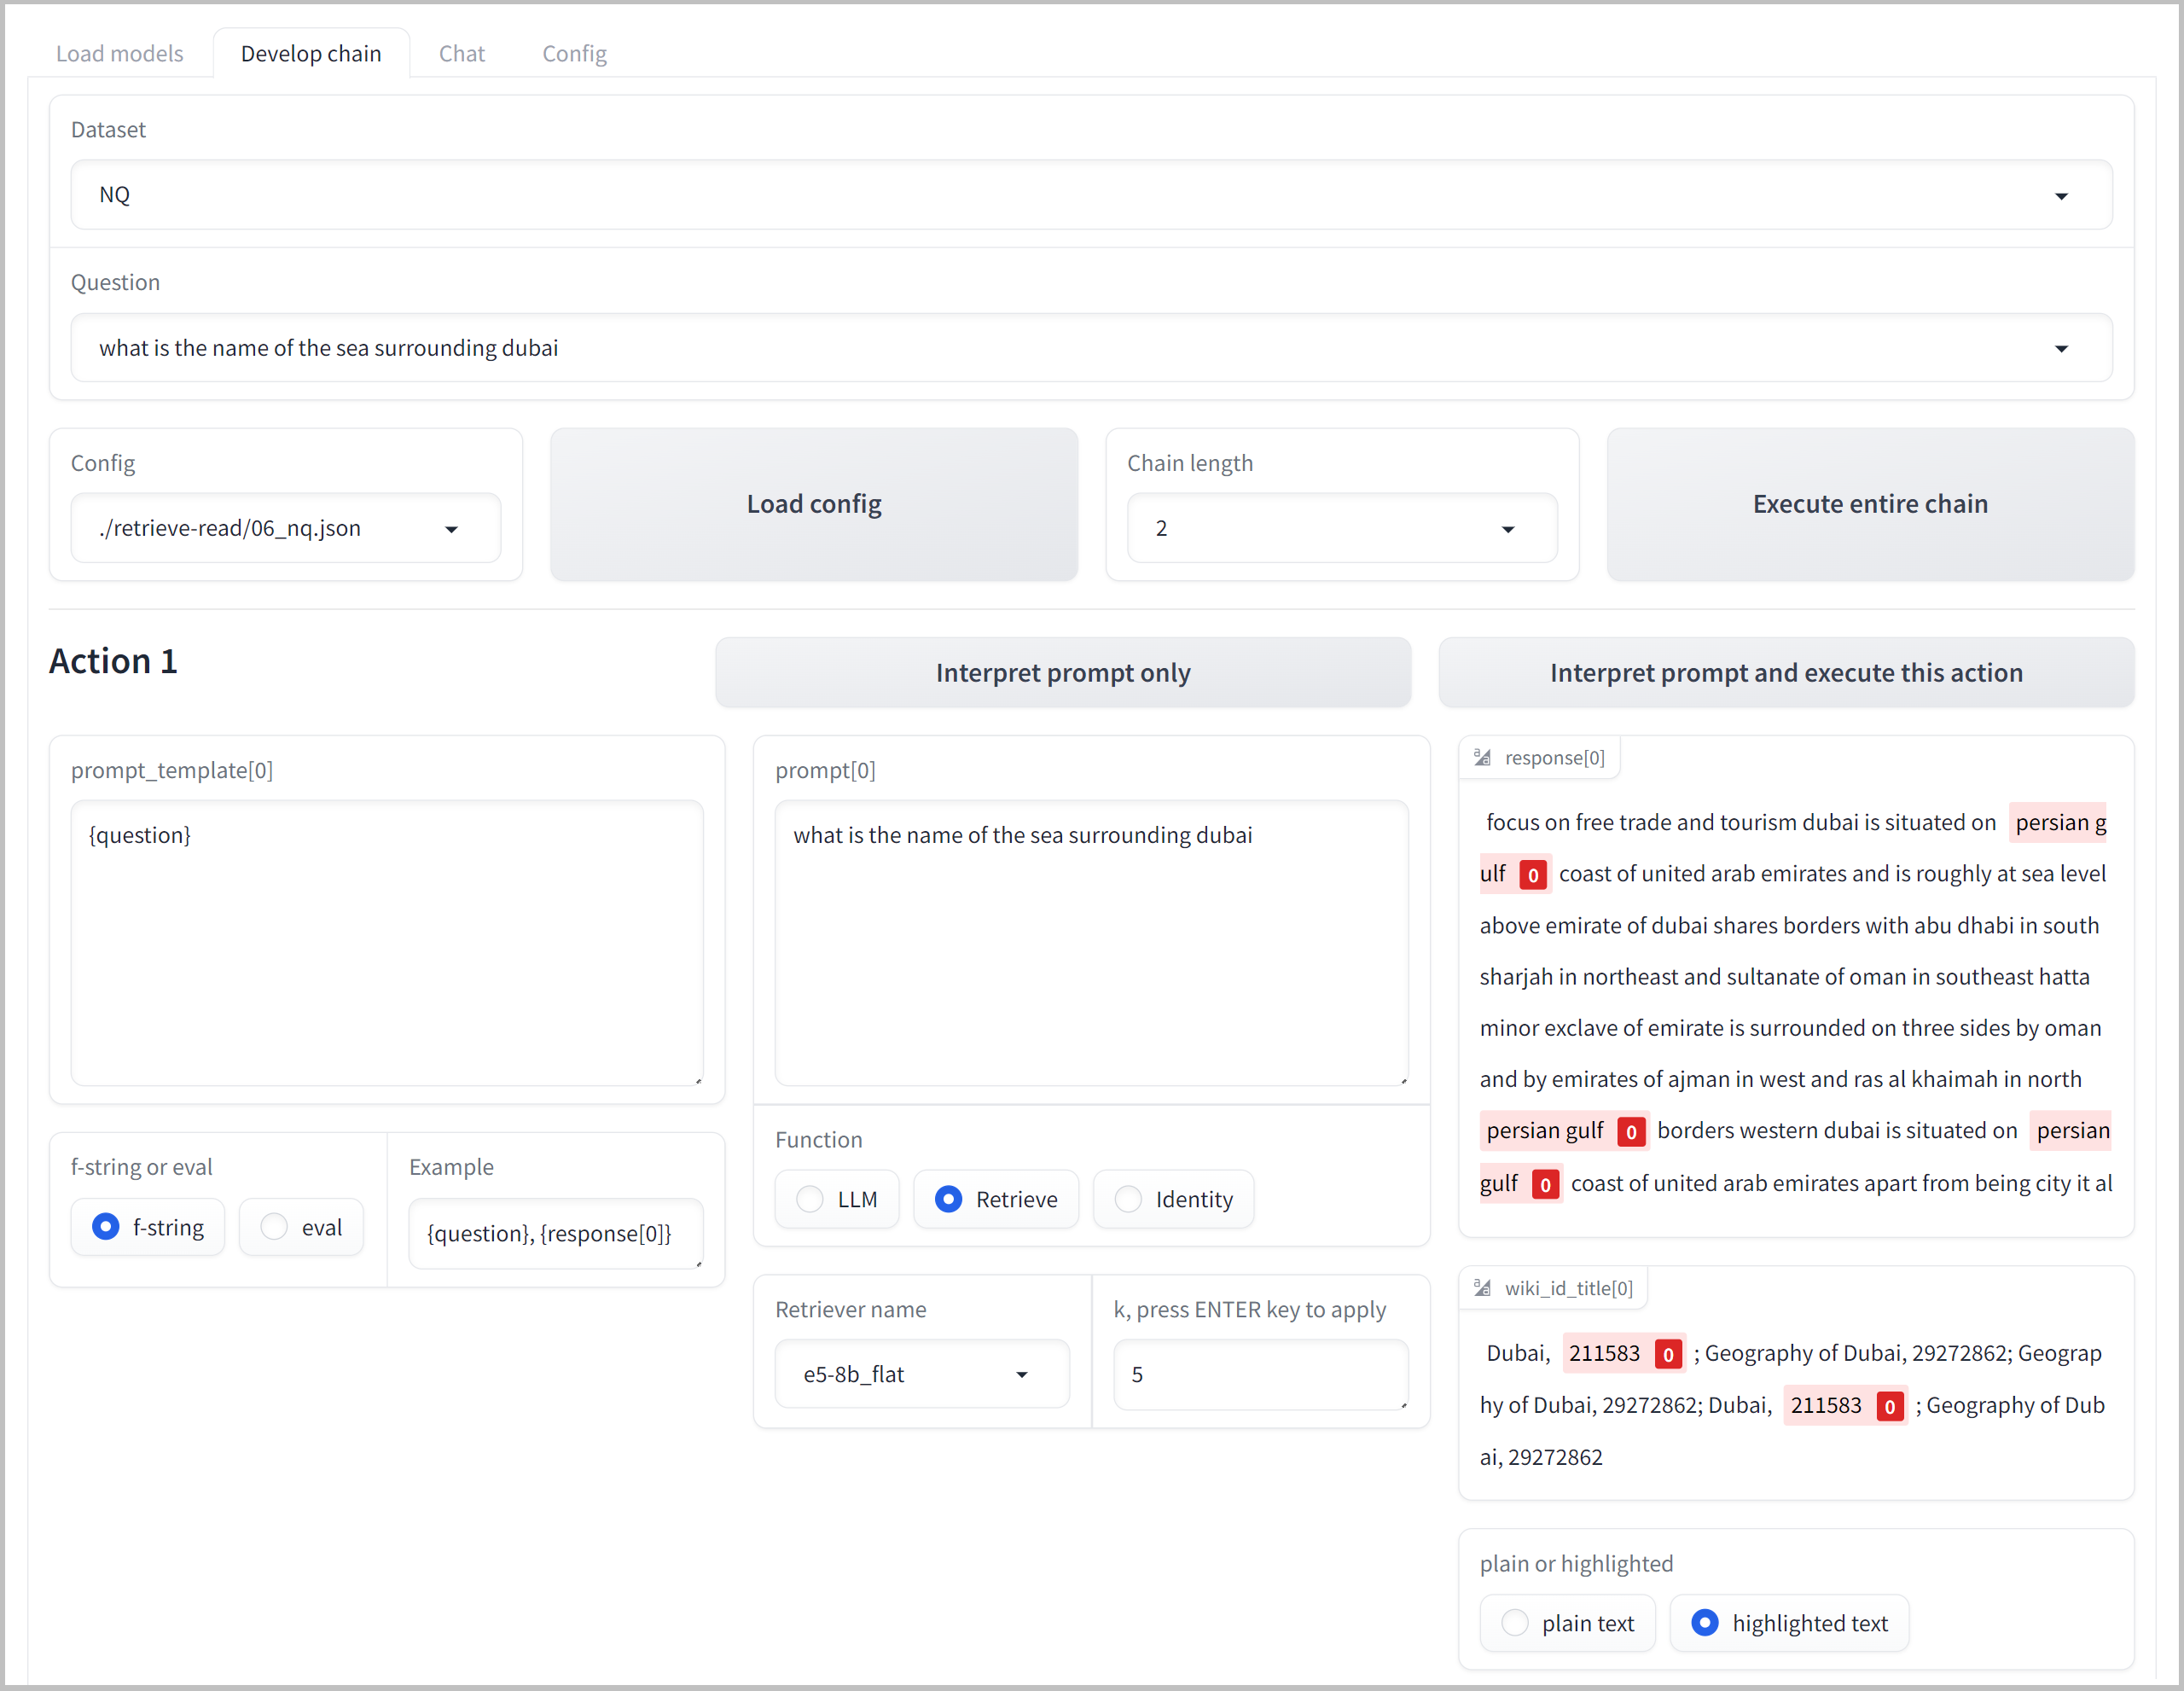 Load models
Develop chain
Chat
Config
Dataset
NQ
Question
what is the name of the sea surrounding dubai
Config
./retrieve-read/06_nq.json
Load config
Chain length
2
Execute entire chain
Action 1
Interpret prompt only
Interpret prompt and execute this action
prompt_template[0]
{question}
f-string or eval
f-string
eval
Example
{question}, {response[0]}
prompt[0]
what is the name of the sea surrounding dubai
Function
LLM
Retrieve
Identity
Retriever name
e5-8b_flat
k, press ENTER key to apply
5
response[0]
focus on free trade and tourism dubai is situated on persian g
ulf 0 coast of united arab emirates and is roughly at sea level
above emirate of dubai shares borders with abu dhabi in south
sharjah in northeast and sultanate of oman in southeast hatta
minor exclave of emirate is surrounded on three sides by oman
and by emirates of ajman in west and ras al khaimah in north
persian gulf 0 borders western dubai is situated on persian
gulf 0 coast of united arab emirates apart from being city it al
wiki_id_title[0]
Dubai, 211583 0 ; Geography of Dubai, 29272862; Geograp
hy of Dubai, 29272862; Dubai, 211583 0 ; Geography of Dub
ai, 29272862
plain or highlighted
plain text
highlighted text